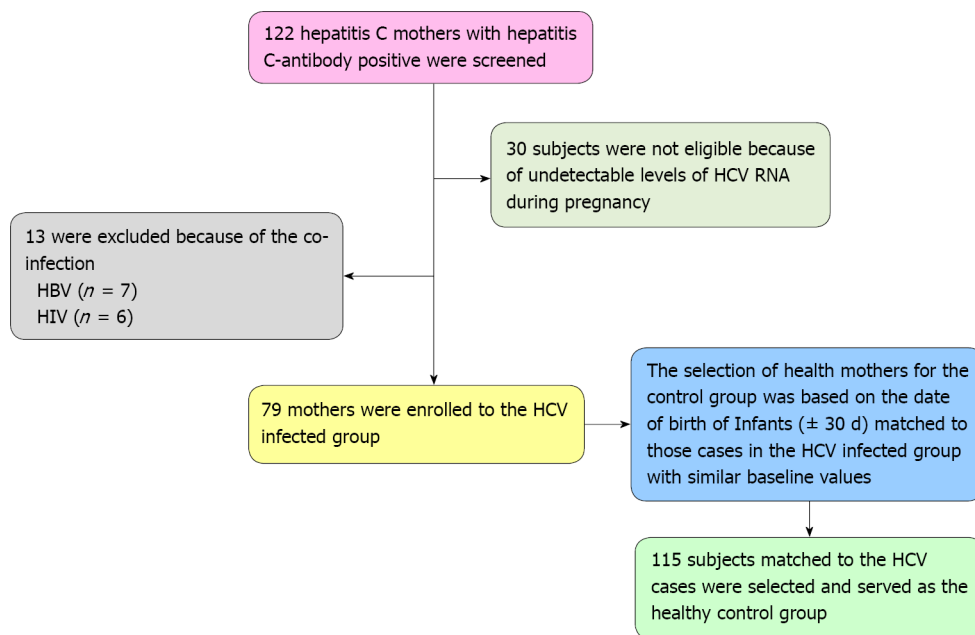 122 hepatitis C mothers with hepatitis
C-antibody positive were screened
30 subjects were not eligible because
of undetectable levels of HCV RNA
during pregnancy
13 were excluded because of the co-
infection
HBV (n = 7)
HIV (n = 6)
79 mothers were enrolled to the HCV
infected group
The selection of health mothers for the
control group was based on the date
of birth of Infants (± 30 d) matched to
those cases in the HCV infected group
with similar baseline values
115 subjects matched to the HCV
cases were selected and served as the
healthy control group